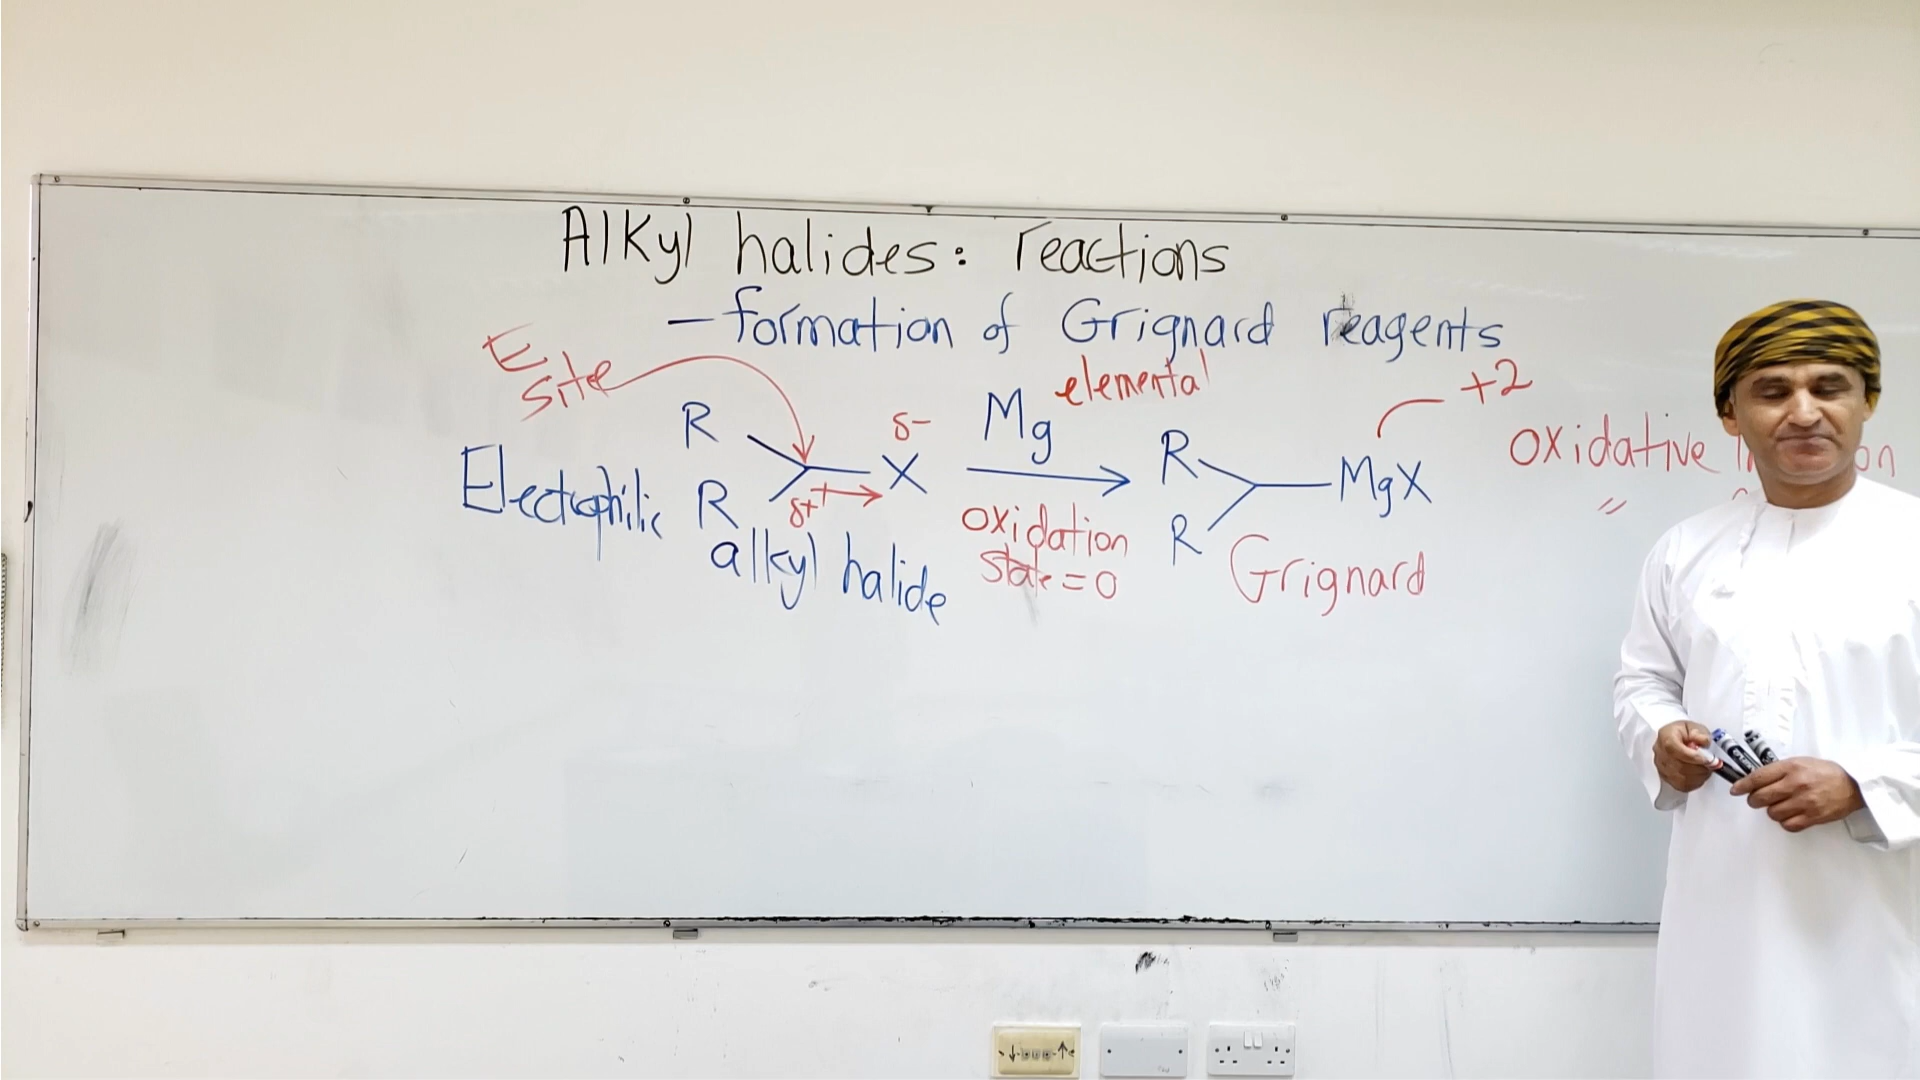 Alkyl halides: reactions
– formation of Grignard reagents
E site
elemental
+2
R
δ-
Mg
R
Oxidative
Electrophilic
R
δ+
X
MgX
alkyl halide
oxidation state = 0
R
Grignard